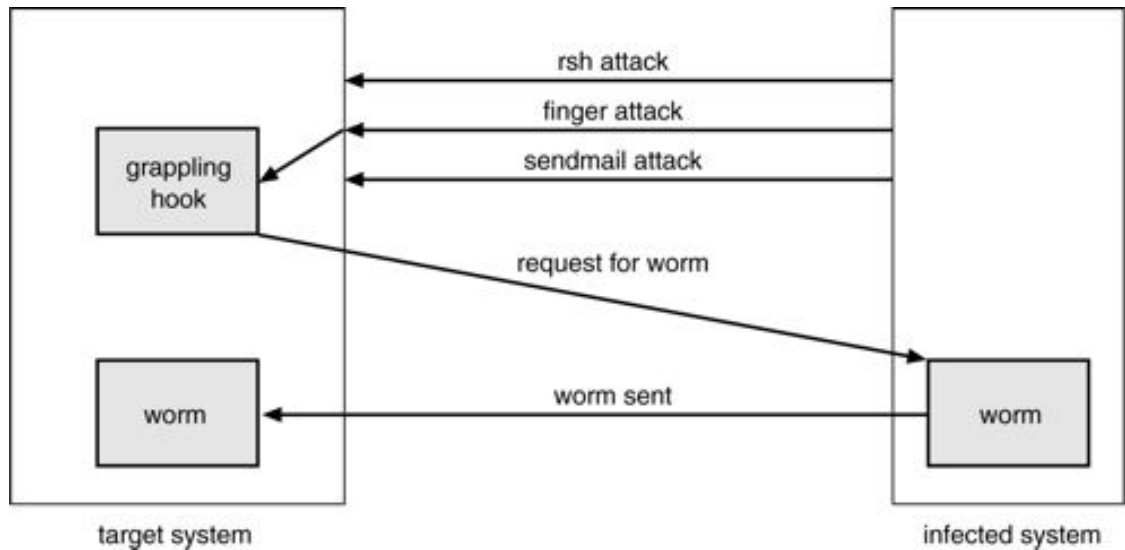 rsh attack
finger attack
sendmail attack
grappling
hook
request for worm
worm
worm sent
worm
target system
infected system